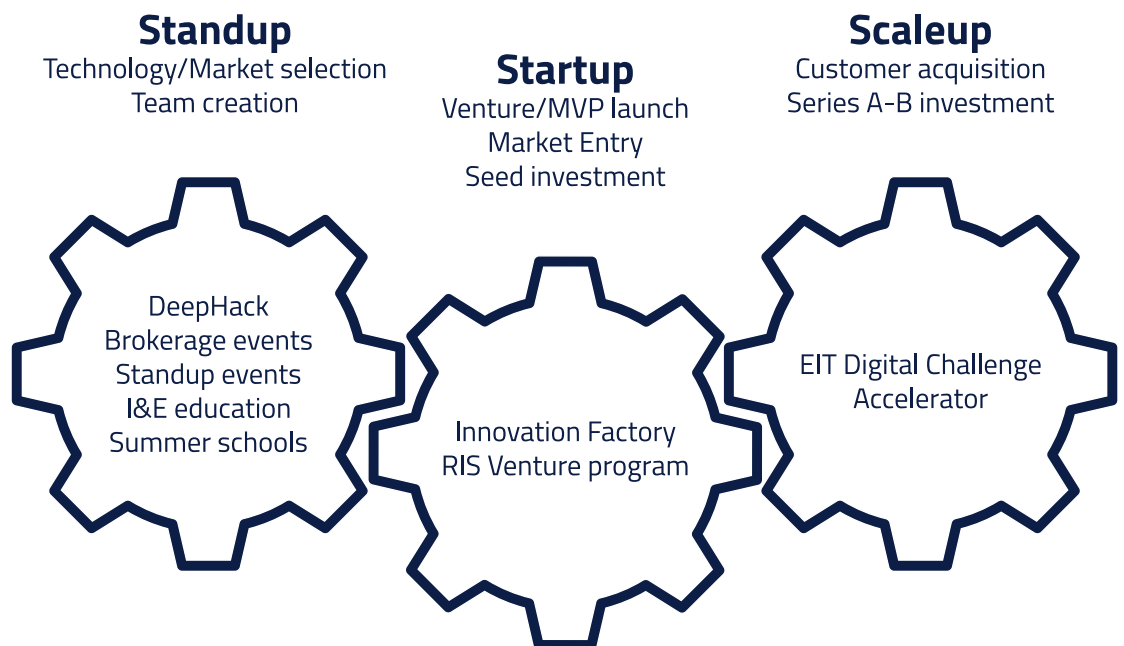 Standup
Technology/Market selection
Team creation
DeepHack
Brokerage events
Standup events
I&E education
Summer schools
Startup
Venture/MVP launch
Market Entry
Seed investment
Innovation Factory
RIS Venture program
Scaleup
Customer acquisition
Series A-B investment
EIT Digital Challenge
Accelerator